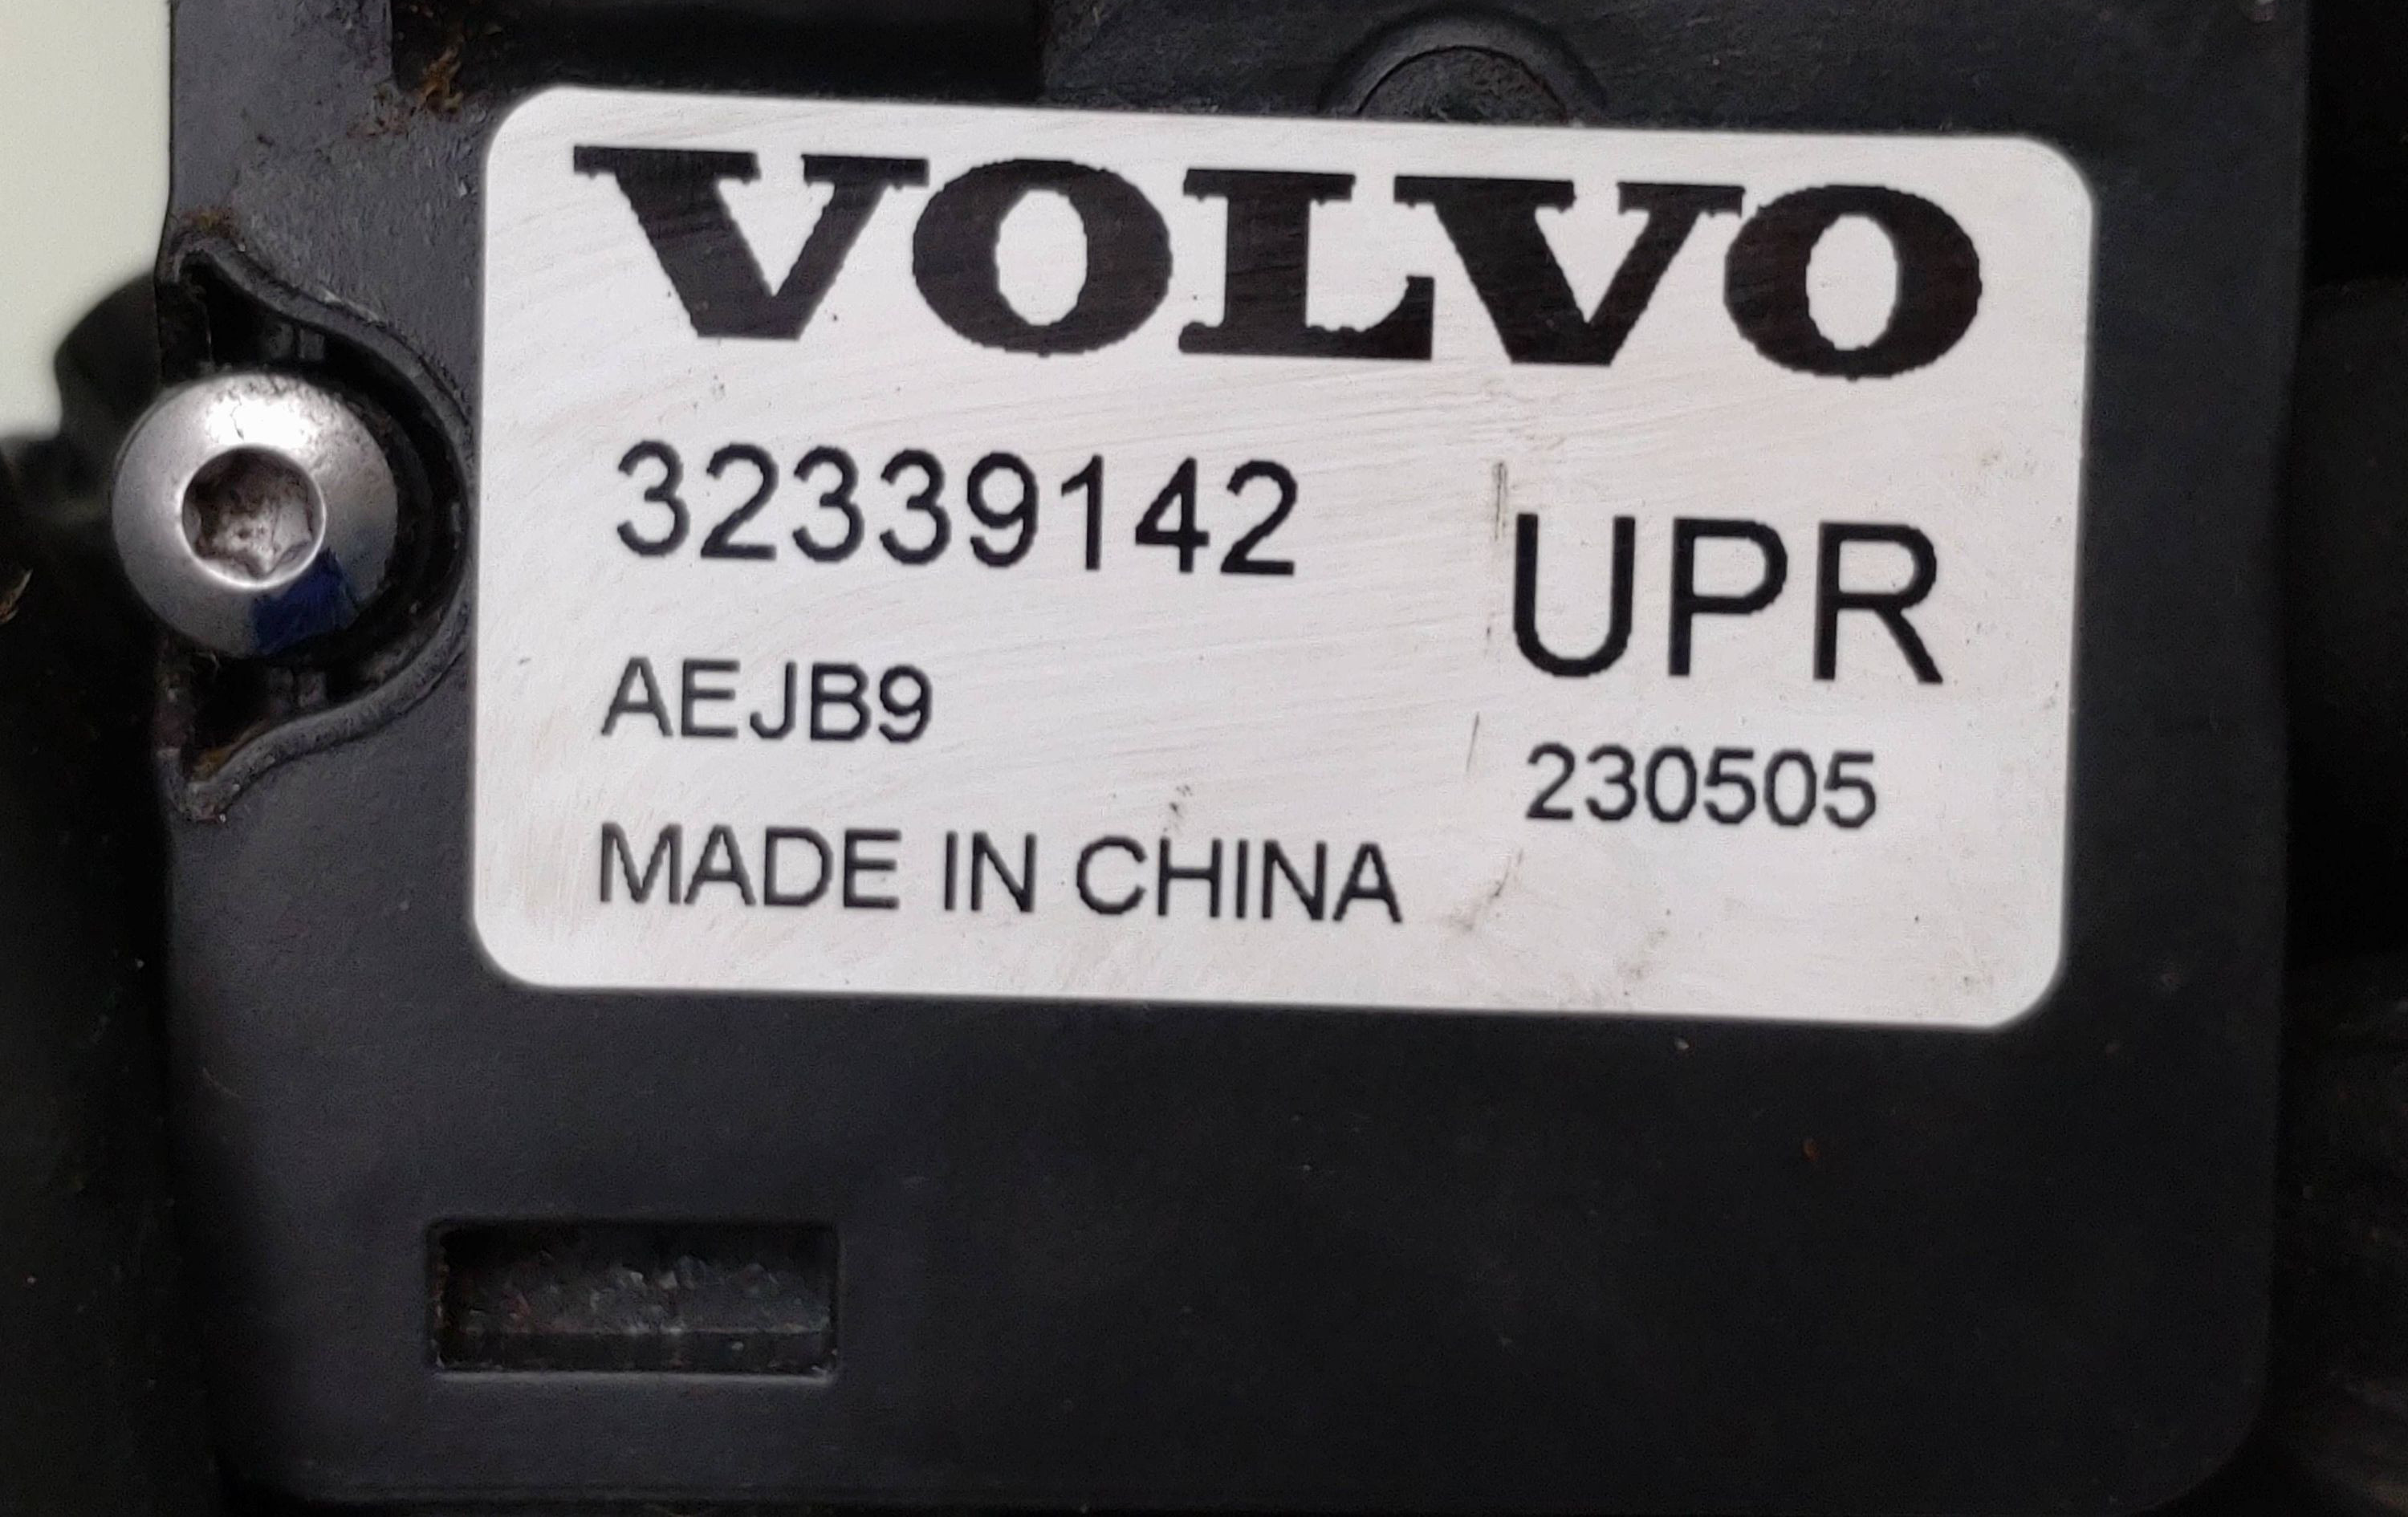 VOLVO
32339142
UPR
AEJB9
230505
MADE IN CHINA